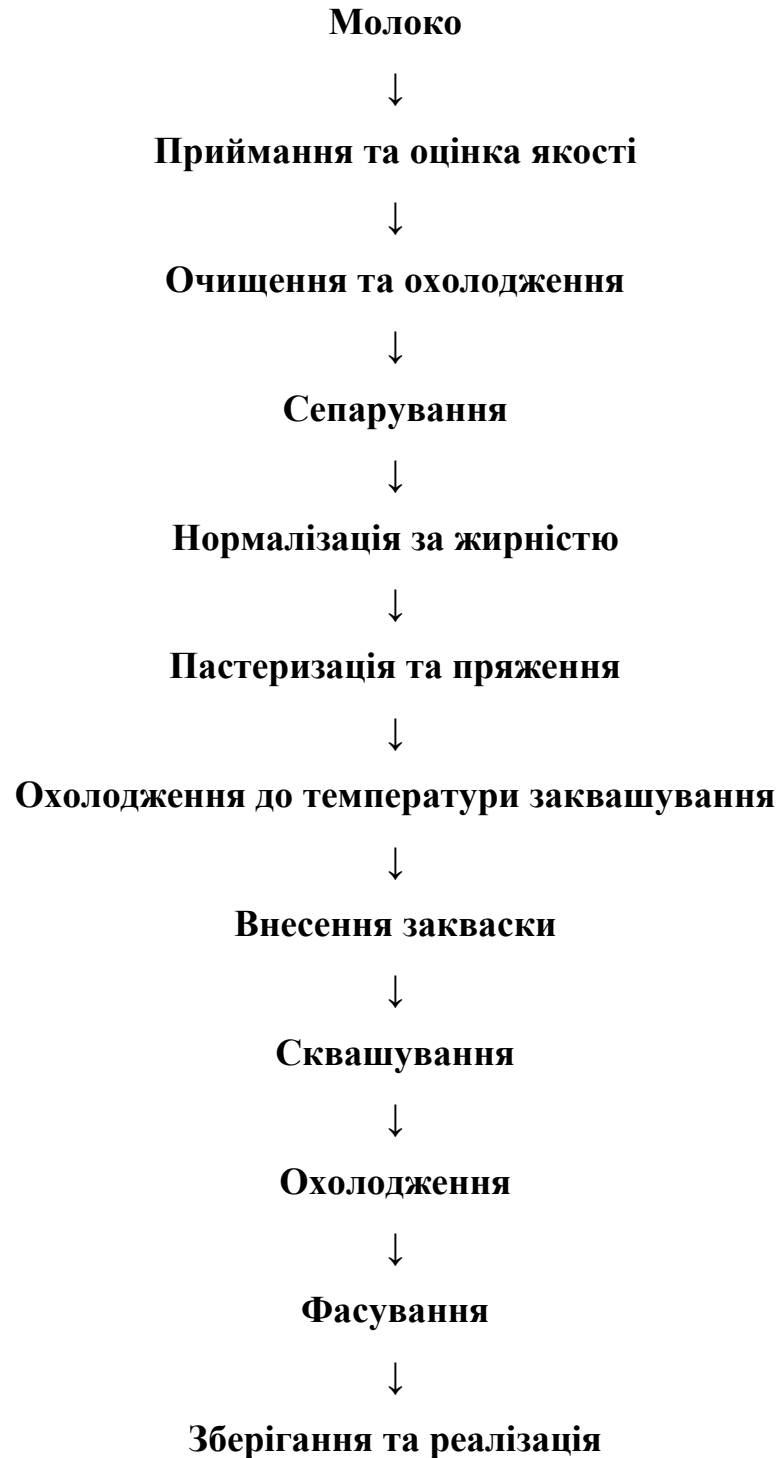 Молоко
↓
Приймання та оцінка якості
↓
Очищення та охолодження
↓
Сепарування
↓
Нормалізація за жирністю
↓
Пастеризація та пряження
↓
Охолодження до температури заквашування
↓
Внесення закваски
↓
Сквашування
↓
Охолодження
↓
Фасування
↓
Зберігання та реалізація